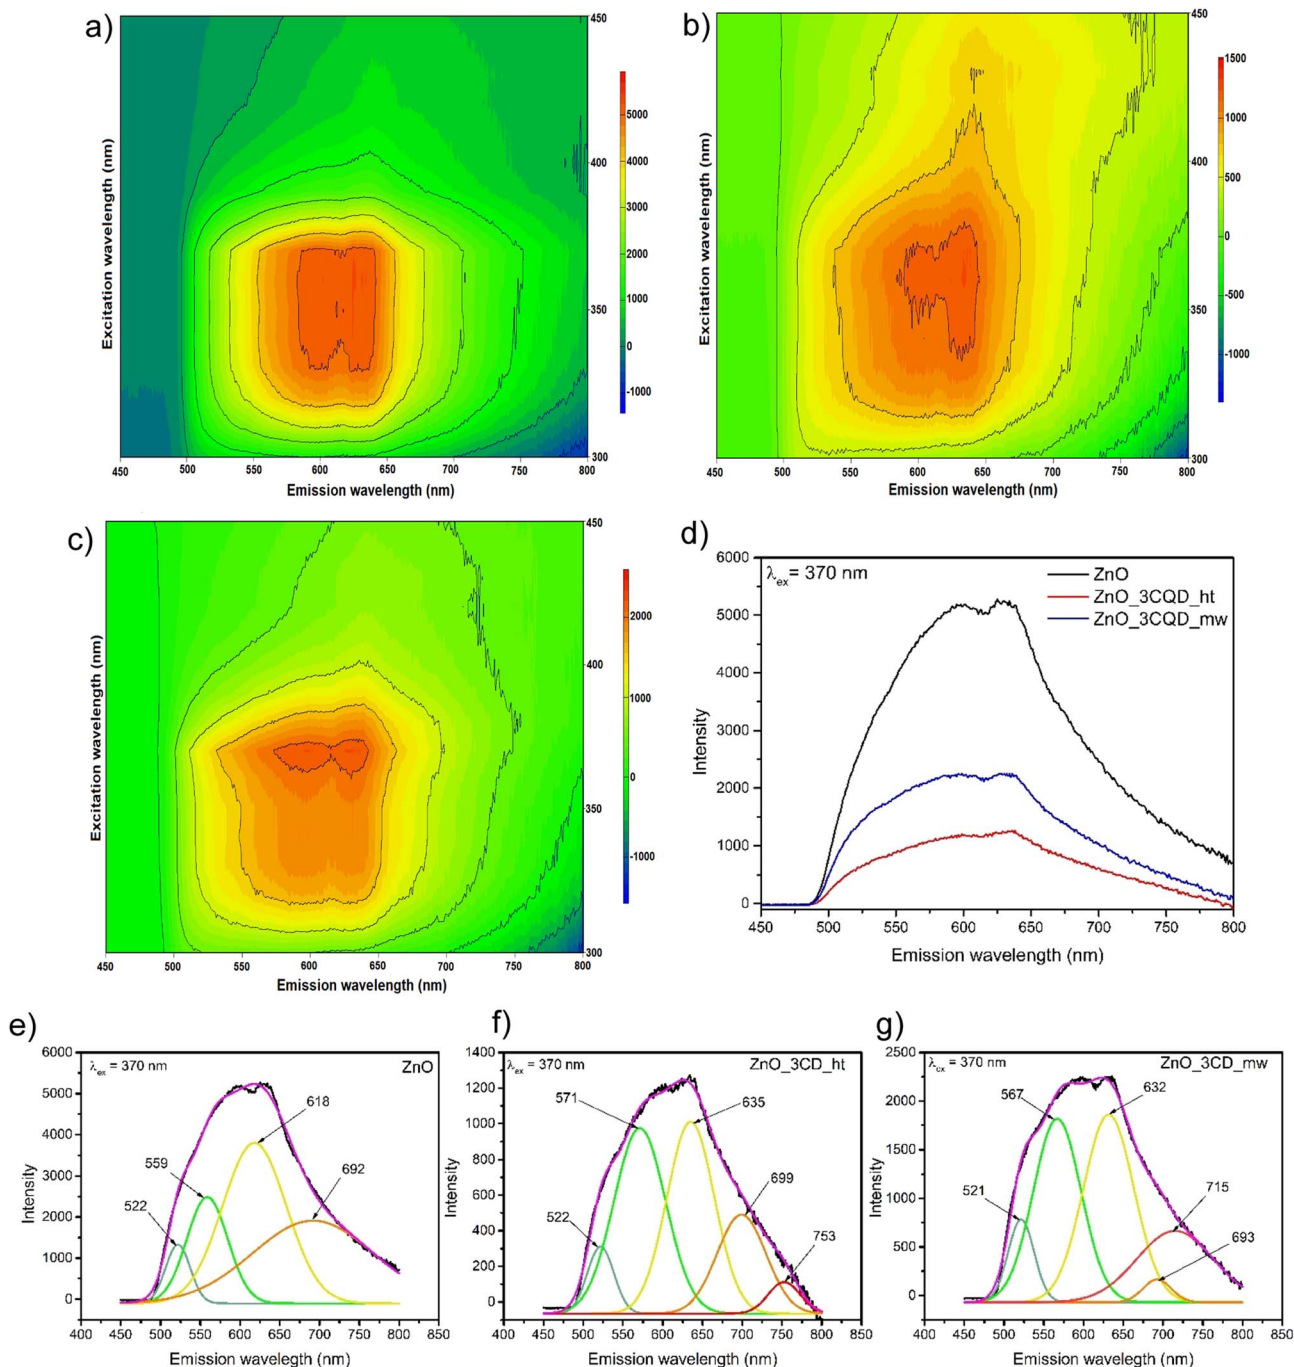 a)
450
400
350
300
Excitation wavelength (nm)
5000
4000
3000
2000
1000
0
-1000
450 500 550 600 650 700 750 800
Emission wavelength (nm)
b)
450
400
350
300
Excitation wavelength (nm)
1500
1000
500
0
-500
-1000
450 500 550 600 650 700 750 800
Emission wavelength (nm)
c)
450
400
350
300
Excitation wavelength (nm)
2000
1000
0
-1000
450 500 550 600 650 700 750 800
Emission wavelength (nm)
d)
λex = 370 nm
ZnO
ZnO_3CQD_ht
ZnO_3CQD_mw
6000
5000
4000
3000
2000
1000
0
Intensity
450 500 550 600 650 700 750 800
Emission wavelength (nm)
e)
λex = 370 nm
ZnO
6000
5000
4000
3000
2000
1000
0
Intensity
522
559
618
692
400 450 500 550 600 650 700 750 800 850
Emission wavelegth (nm)
f)
λex = 370 nm
ZnO_3CD_ht
1400
1200
1000
800
600
400
200
0
Intensity
522
571
635
699
753
450 500 550 600 650 700 750 800 850
Emission wavelegth (nm)
g)
λex = 370 nm
ZnO_3CD_mw
2500
2000
1500
1000
500
0
Intensity
521
567
632
715
693
400 450 500 550 600 650 700 750 800 850
Emission wavelegth (nm)